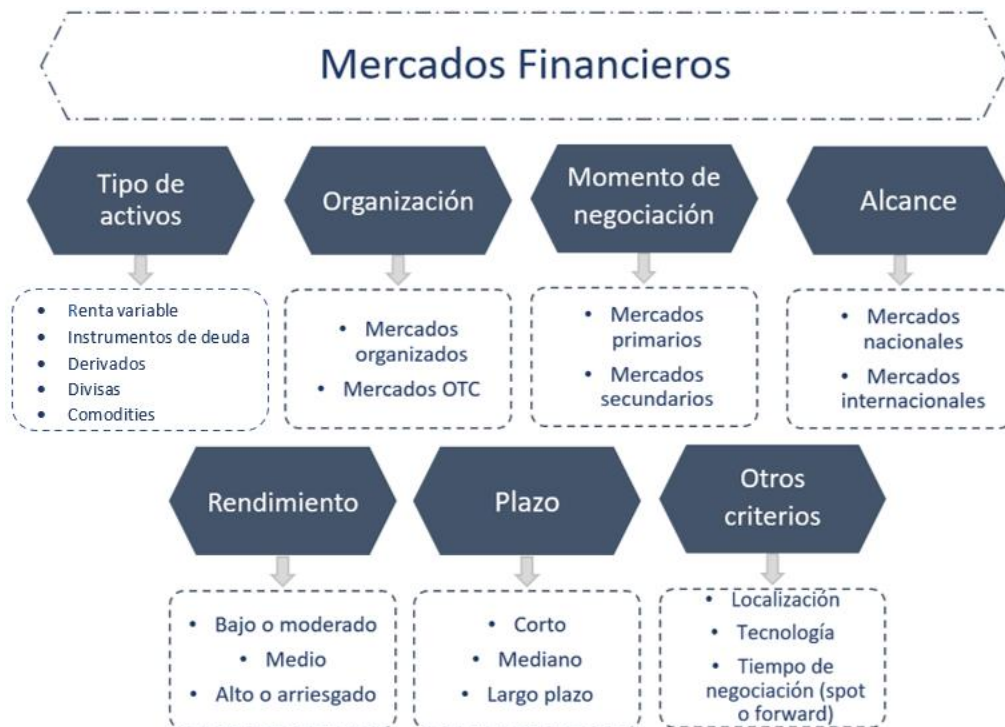 Mercados Financieros
Tipo de
activos
Organización
Momento de
negociación
Alcance
• Renta variable
• Instrumentos de deuda
• Derivados
• Divisas
• Comodities
• Mercados
organizados
• Mercados OTC
• Mercados
primarios
• Mercados
secundarios
• Mercados
nacionales
• Mercados
internacionales
Rendimiento
Plazo
Otros
criterios
• Bajo o moderado
• Medio
• Alto o arriesgado
• Corto
• Mediano
• Largo plazo
• Localización
• Tecnología
• Tiempo de
negociación (spot
o forward)